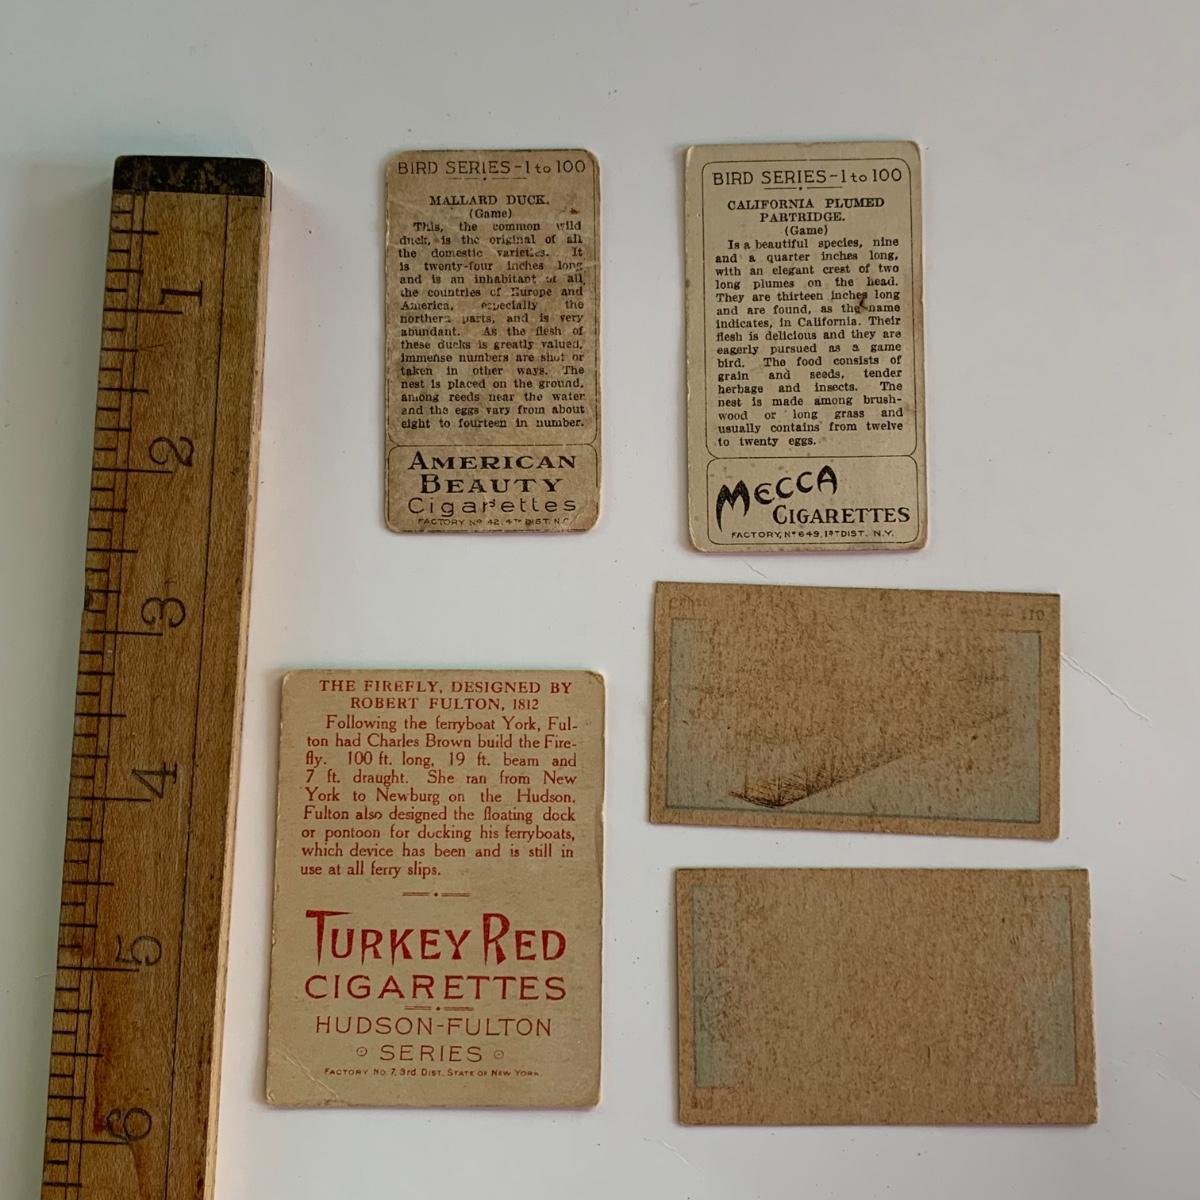 1
2
3
4
5
6
BIRD SERIES-1 to 100
MALLARD DUCK.
(Game)
This, the common wild
duck, is the original of all
the domestic varieties. It
is twenty-four inches long
and is an inhabitant of all
the countries of Europe and
America, especially the
northern parts, and is very
abundant. As the flesh of
these ducks is greatly valued,
immense numbers are shot or
taken in other ways. The
nest is placed on the ground,
among reeds near the water
and the eggs vary from about
eight to fourteen in number.
AMERICAN
BEAUTY
Cigarettes
FACTORY No 42, 4TH DIST. N.C.
BIRD SERIES-1 to 100
CALIFORNIA PLUMED
PARTRIDGE.
(Game)
Is a beautiful species, nine
and a quarter inches long,
with an elegant crest of two
long plumes on the head.
They are thirteen inches long
and are found, as the name
indicates, in California. Their
flesh is delicious and they are
eagerly pursued as a game
bird. The food consists of
grain and seeds, tender
herbage and insects. The
nest is made among brush-
wood or long grass and
usually contains from twelve
to twenty eggs.
MECCA
CIGARETTES
FACTORY, No 649, 1ST DIST. N.Y.
THE FIREFLY, DESIGNED BY
ROBERT FULTON, 1812
Following the ferryboat York, Ful-
ton had Charles Brown build the Fire-
fly. 100 ft. long, 19 ft. beam and
7 ft. draught. She ran from New
York to Newburg on the Hudson.
Fulton also designed the floating dock
or pontoon for docking his ferryboats,
which device has been and is still in
use at all ferry slips.
TURKEY RED
CIGARETTES
HUDSON-FULTON
SERIES
FACTORY No. 7, 3rd. DIST. STATE OF NEW YORK.